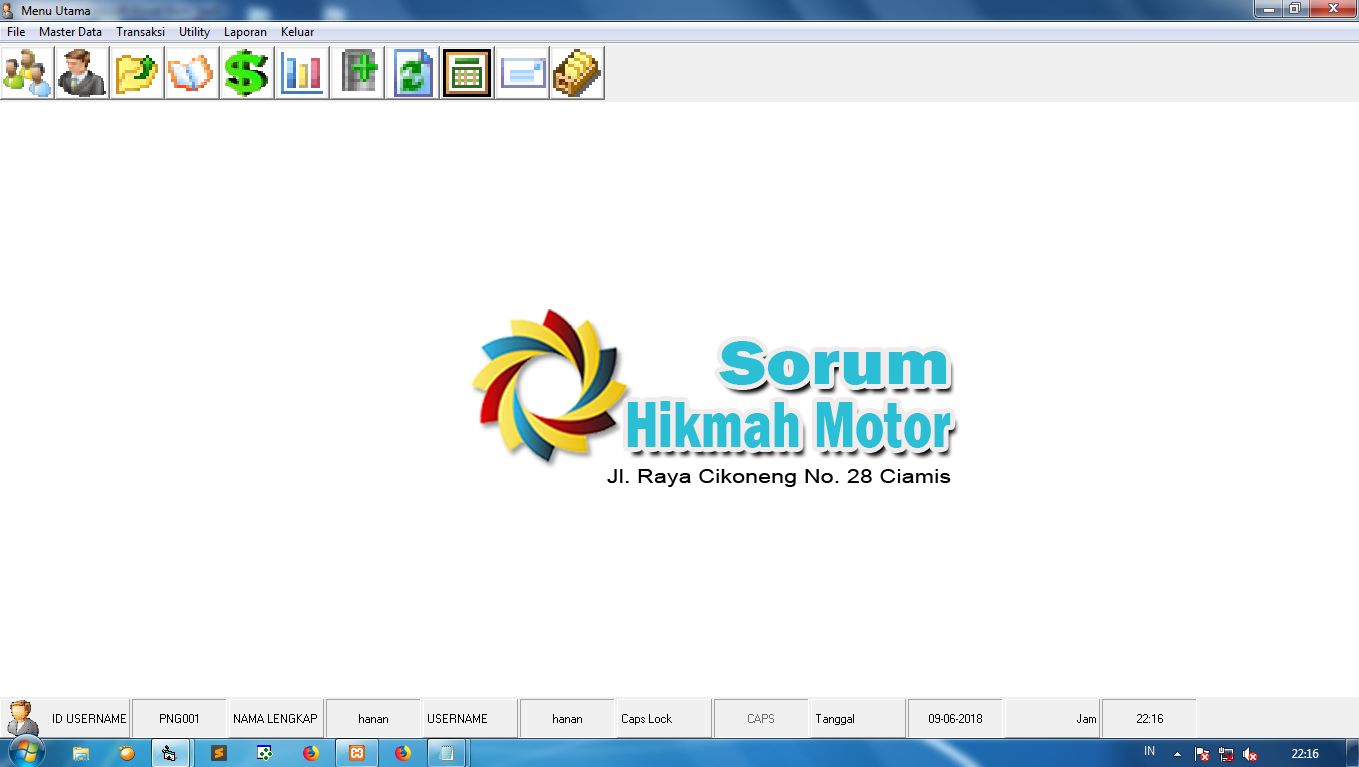 Menu Utama
File Master Data Transaksi Utility Laporan Keluar
Sorum
Hikmah Motor
Jl. Raya Cikoneng No. 28 Ciamis
ID USERNAME PNG001 NAMA LENGKAP hanan USERNAME hanan Caps Lock CAPS Tanggal 09-06-2018 Jam 22:16
IN 22:16